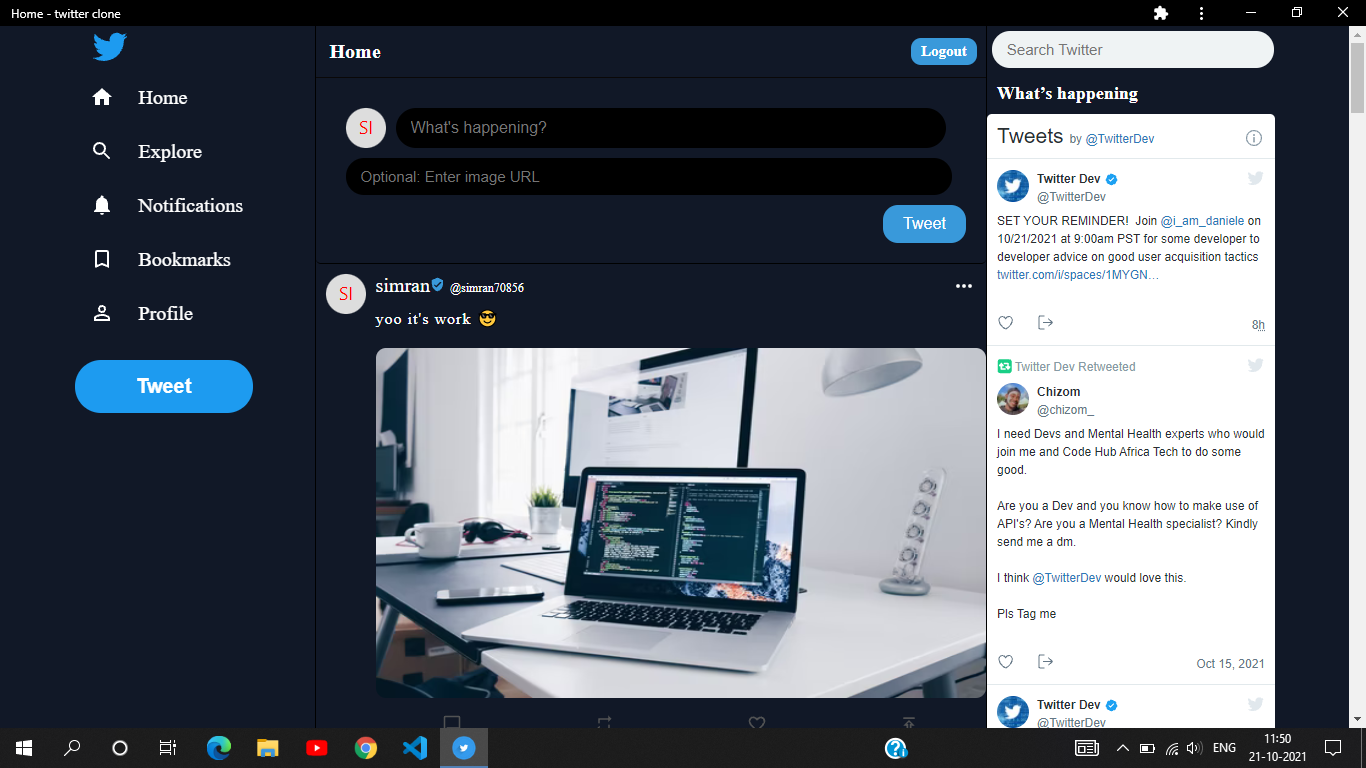 Home - twitter clone
Home
Explore
Notifications
Bookmarks
Profile
Tweet
Home
Logout
SI
What's happening?
Optional: Enter image URL
Tweet
SI
simran @simran70856
yoo it's work 😎
Search Twitter
What's happening
Tweets by @TwitterDev
Twitter Dev
@TwitterDev
SET YOUR REMINDER! Join @i_am_daniele on
10/21/2021 at 9:00am PST for some developer to
developer advice on good user acquisition tactics
twitter.com/i/spaces/1MYGN…
8h
Twitter Dev Retweeted
Chizom
@chizom_
I need Devs and Mental Health experts who would
join me and Code Hub Africa Tech to do some
good.
Are you a Dev and you know how to make use of
API's? Are you a Mental Health specialist? Kindly
send me a dm.
I think @TwitterDev would love this.
Pls Tag me
Oct 15, 2021
Twitter Dev
@TwitterDev
ENG
11:50
21-10-2021